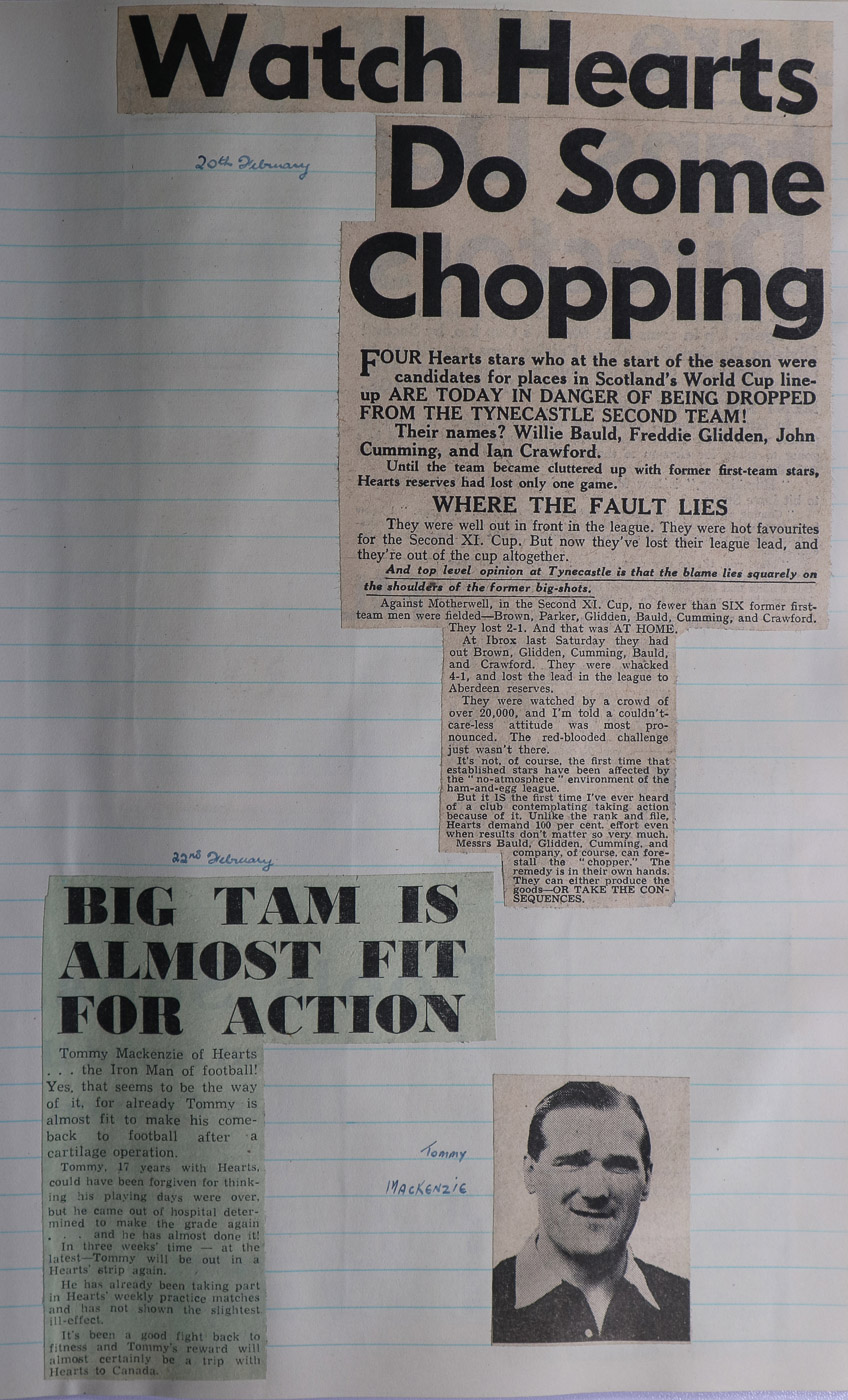 Watch Hearts
Do Some
Chopping
20th February
FOUR Hearts stars who at the start of the season were
candidates for places in Scotland's World Cup line-
up ARE TODAY IN DANGER OF BEING DROPPED
FROM THE TYNECASTLE SECOND TEAM!
Their names? Willie Bauld, Freddie Glidden, John
Cumming, and Ian Crawford.
Until the team became cluttered up with former first-team stars,
Hearts reserves had lost only one game.
WHERE THE FAULT LIES
They were well out in front in the league. They were hot favourites
for the Second XI. Cup. But now they've lost their league lead, and
they're out of the cup altogether.
And top level opinion at Tynecastle is that the blame lies squarely on
the shoulders of the former big-shots.
Against Motherwell, in the Second XI. Cup, no fewer than SIX former first-
team men were fielded—Brown, Parker, Glidden, Bauld, Cumming, and Crawford.
They lost 2-1. And that was AT HOME.
At Ibrox last Saturday they had
out Brown, Glidden, Cumming, Bauld,
and Crawford. They were whacked
4-1, and lost the lead in the league to
Aberdeen reserves.
They were watched by a crowd of
over 20,000, and I'm told a couldn't-
care-less attitude was most pro-
nounced. The red-blooded challenge
just wasn't there.
It's not, of course, the first time that
established stars have been affected by
the "no-atmosphere" environment of the
ham-and-egg league.
But it IS the first time I've ever heard
of a club contemplating taking action
because of it. Unlike the rank and file,
Hearts demand 100 per cent. effort even
when results don't matter so very much.
Messrs Bauld, Glidden, Cumming, and
company, of course, can fore-
stall the "chopper." The
remedy is in their own hands.
They can either produce the
goods—OR TAKE THE CON-
SEQUENCES.
22nd February
BIG TAM IS
ALMOST FIT
FOR ACTION
Tommy Mackenzie of Hearts
. . . the Iron Man of football!
Yes, that seems to be the way
of it, for already Tommy is
almost fit to make his come-
back to football after a
cartilage operation.
Tommy, 17 years with Hearts,
could have been forgiven for think-
ing his playing days were over,
but he came out of hospital deter-
mined to make the grade again
. . . and he has almost done it!
In three weeks' time — at the
latest—Tommy will be out in a
Hearts' strip again.
He has already been taking part
in Hearts' weekly practice matches
and has not shown the slightest
ill-effect.
It's been a good fight back to
fitness and Tommy's reward will
almost certainly be a trip with
Hearts to Canada.
Tommy
MACKENZIE